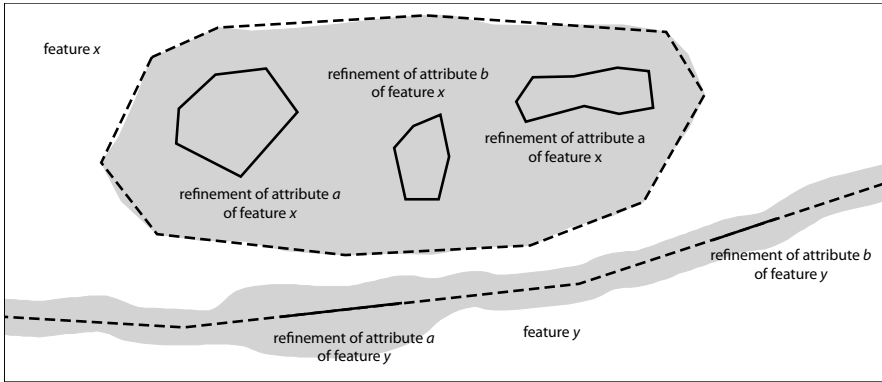 feature x
refinement of attribute b
of feature x
refinement of attribute a
of feature x
refinement of attribute a
of feature x
refinement of attribute b
of feature y
refinement of attribute a
of feature y
feature y